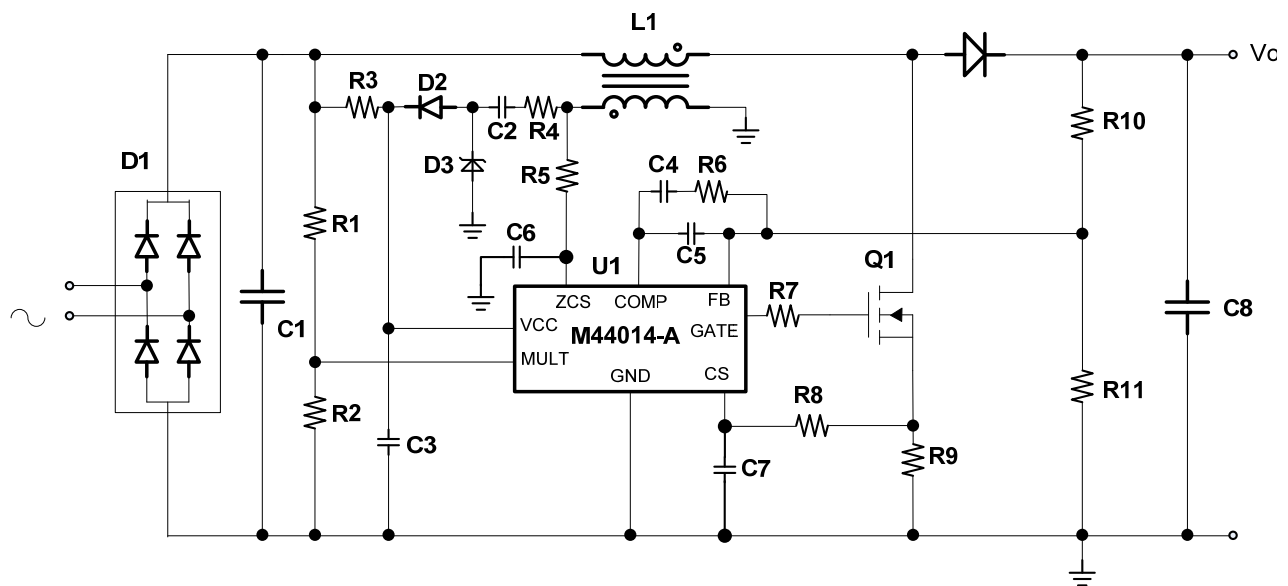 L1
Vo
R3
D2
C2
R4
R10
D1
D3
R5
C4
R6
R1
C6
C5
U1
Q1
ZCS
COMP
FB
R7
C1
VCC
M44014-A
GATE
C8
MULT
GND
CS
R2
R8
R11
C3
C7
R9